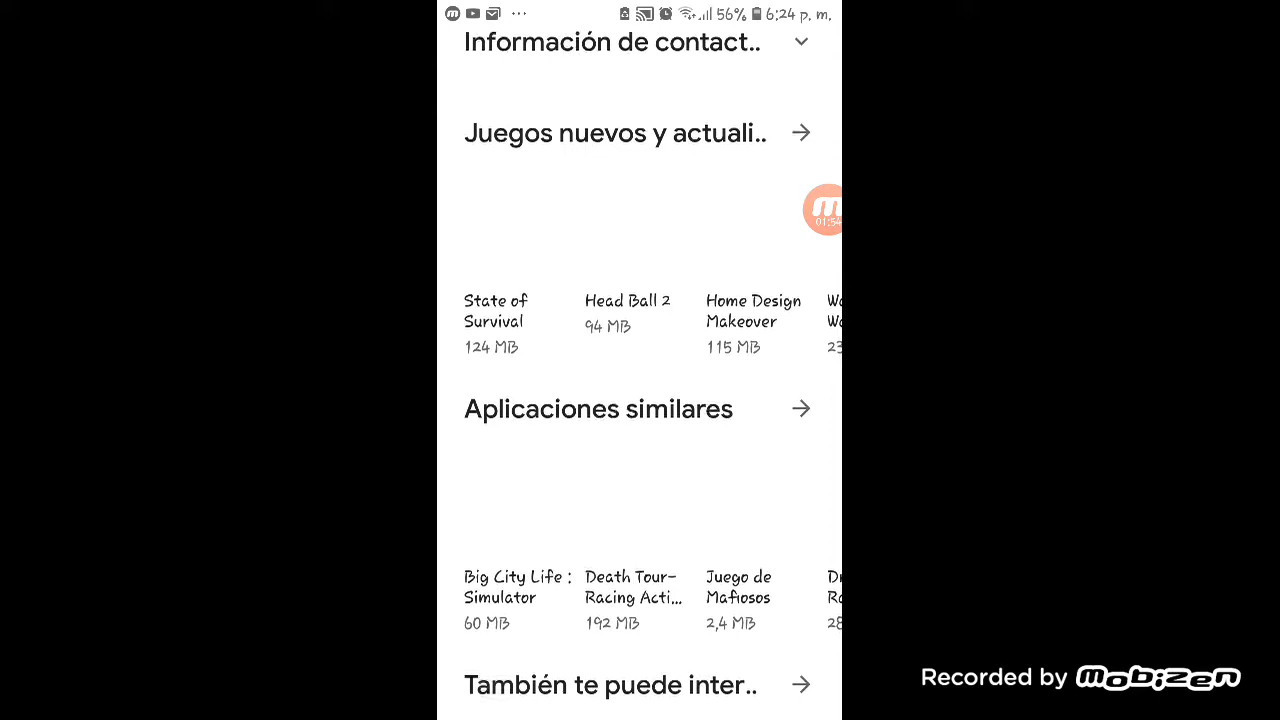 56% 6:24 p. m.
Información de contact..
Juegos nuevos y actuali..
01:54
State of Survival
124 MB
Head Ball 2
94 MB
Home Design Makeover
115 MB
Aplicaciones similares
Big City Life :
Simulator
60 MB
Death Tour-
Racing Acti...
192 MB
Juego de
Mafiosos
2,4 MB
También te puede inter..
Recorded by mobizen